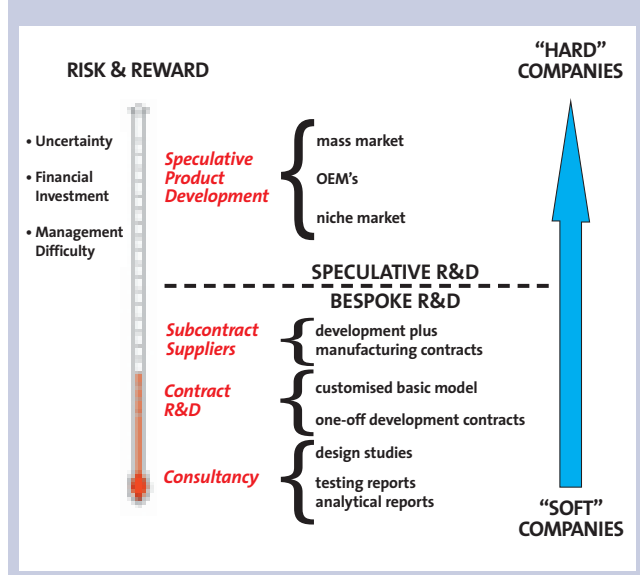 RISK & REWARD
“HARD”
COMPANIES
• Uncertainty
• Financial
Investment
• Management
Difficulty
Speculative
Product
Development
mass market
OEM’s
niche market
SPECULATIVE R&D
BESPOKE R&D
Subcontract
Suppliers
development plus
manufacturing contracts
Contract
R&D
customised basic model
one-off development contracts
Consultancy
design studies
testing reports
analytical reports
“SOFT”
COMPANIES